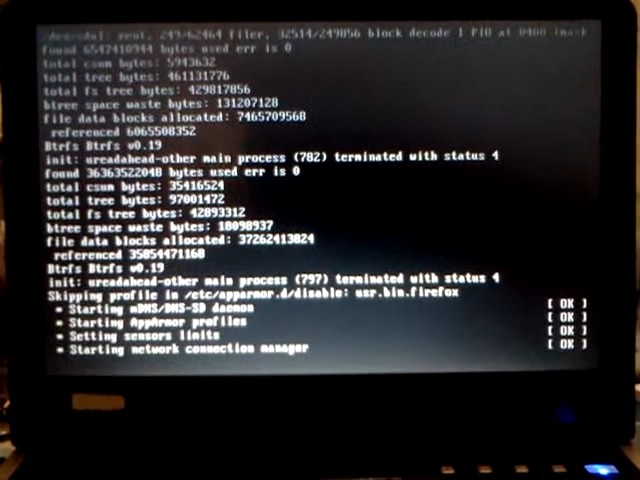 found 6547410944 bytes used err is 0
total csum bytes: 5943632
total tree bytes: 461131776
total fs tree bytes: 429817856
btree space waste bytes: 131207128
file data blocks allocated: 7465709568
referenced 6065508352
Btrfs Btrfs v0.19
init: ureadahead-other main process (782) terminated with status 4
found 36363522048 bytes used err is 0
total csum bytes: 35416524
total tree bytes: 97001472
total fs tree bytes: 42893312
btree space waste bytes: 18098937
file data blocks allocated: 37262413824
referenced 35854471168
Btrfs Btrfs v0.19
init: ureadahead-other main process (797) terminated with status 4
Skipping profile in /etc/apparmor.d/disable: usr.bin.firefox
* Starting mDNS/DNS-SD daemon [ OK ]
* Starting AppArmor profiles [ OK ]
* Setting sensors limits [ OK ]
* Starting network connection manager [ OK ]